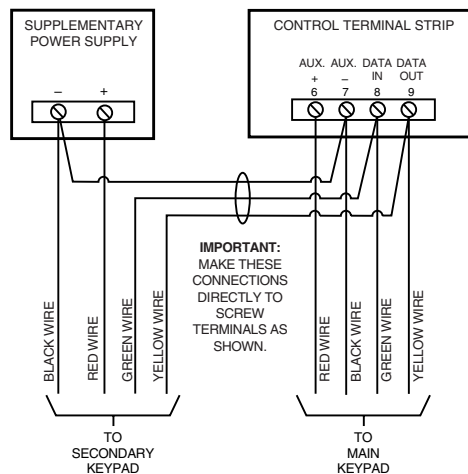 SUPPLEMENTARY
POWER SUPPLY
– +
CONTROL TERMINAL STRIP
AUX. AUX. DATA DATA
+ – IN OUT
6 7 8 9
IMPORTANT:
MAKE THESE
CONNECTIONS
DIRECTLY TO
SCREW
TERMINALS AS
SHOWN.
BLACK WIRE
RED WIRE
GREEN WIRE
YELLOW WIRE
RED WIRE
BLACK WIRE
GREEN WIRE
YELLOW WIRE
TO
SECONDARY
KEYPAD
TO
MAIN
KEYPAD